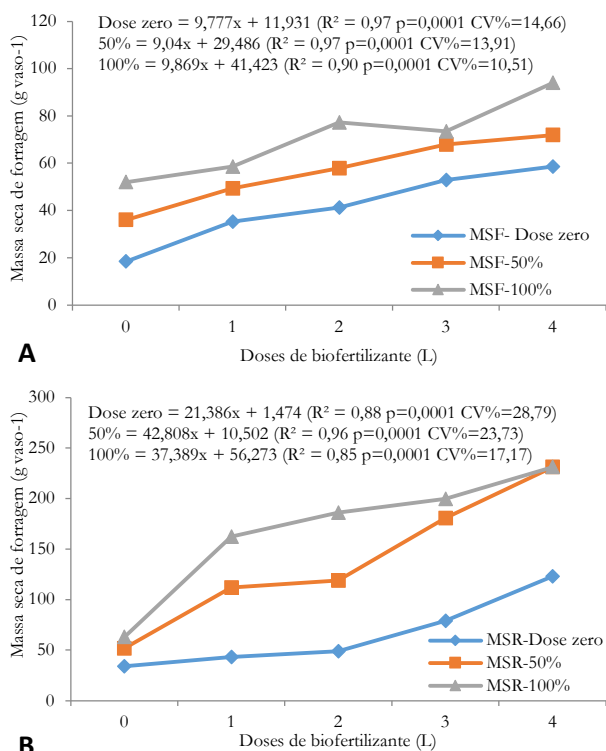 Dose zero = 9,777x + 11,931 (R² = 0,97 p=0,0001 CV%=14,66)
50% = 9,04x + 29,486 (R² = 0,97 p=0,0001 CV%=13,91)
100% = 9,869x + 41,423 (R² = 0,90 p=0,0001 CV%=10,51)
Massa seca de forragem (g vaso-1)
120
100
80
60
40
20
0
MSF- Dose zero
MSF-50%
MSF-100%
0 1 2 3 4
A
Doses de biofertilizante (L)
Dose zero = 21,386x + 1,474 (R² = 0,88 p=0,0001 CV%=28,79)
50% = 42,808x + 10,502 (R² = 0,96 p=0,0001 CV%=23,73)
100% = 37,389x + 56,273 (R² = 0,85 p=0,0001 CV%=17,17)
Massa seca de forragem (g vaso-1)
300
250
200
150
100
50
0
MSR-Dose zero
MSR-50%
MSR-100%
0 1 2 3 4
B
Doses de biofertilizante (L)